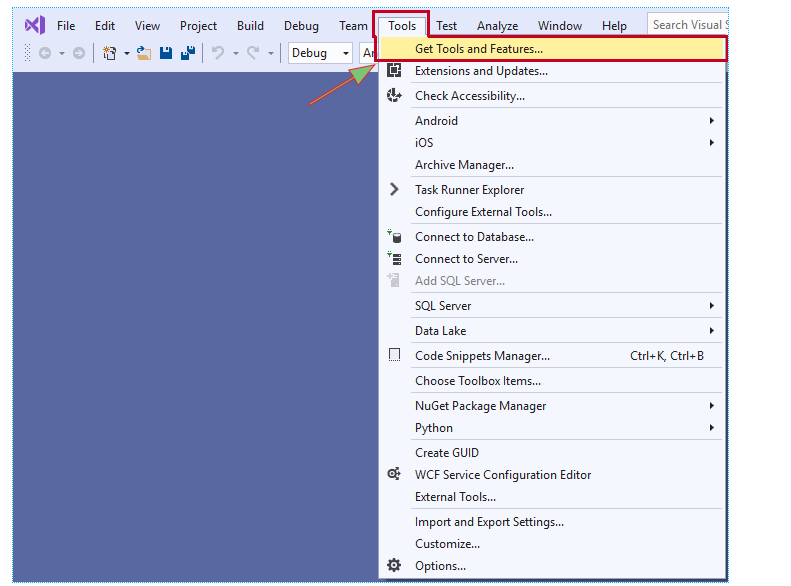 File Edit View Project Build Debug Team Tools Test Analyze Window Help Search Visual S
Debug
Get Tools and Features...
Extensions and Updates...
Check Accessibility...
Android
iOS
Archive Manager...
Task Runner Explorer
Configure External Tools...
Connect to Database...
Connect to Server...
Add SQL Server...
SQL Server
Data Lake
Code Snippets Manager... Ctrl+K, Ctrl+B
Choose Toolbox Items...
NuGet Package Manager
Python
Create GUID
WCF Service Configuration Editor
External Tools...
Import and Export Settings...
Customize...
Options...